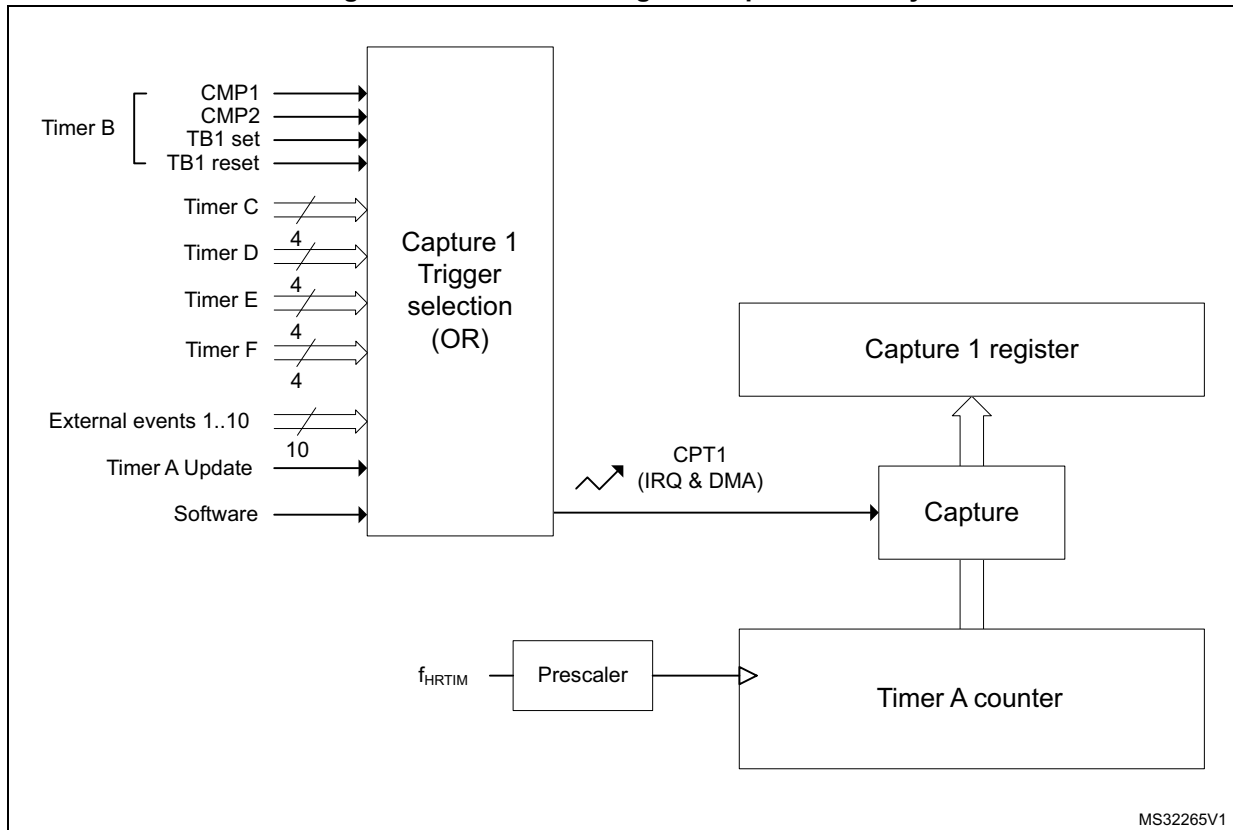 CMP1
CMP2
Timer B
TB1 set
TB1 reset
Timer C
4
Timer D
4
Timer E
4
Timer F
4
External events 1..10
10
Timer A Update
Software
Capture 1
Trigger
selection
(OR)
CPT1
(IRQ & DMA)
Capture 1 register
Capture
fHRTIM
Prescaler
Timer A counter
MS32265V1